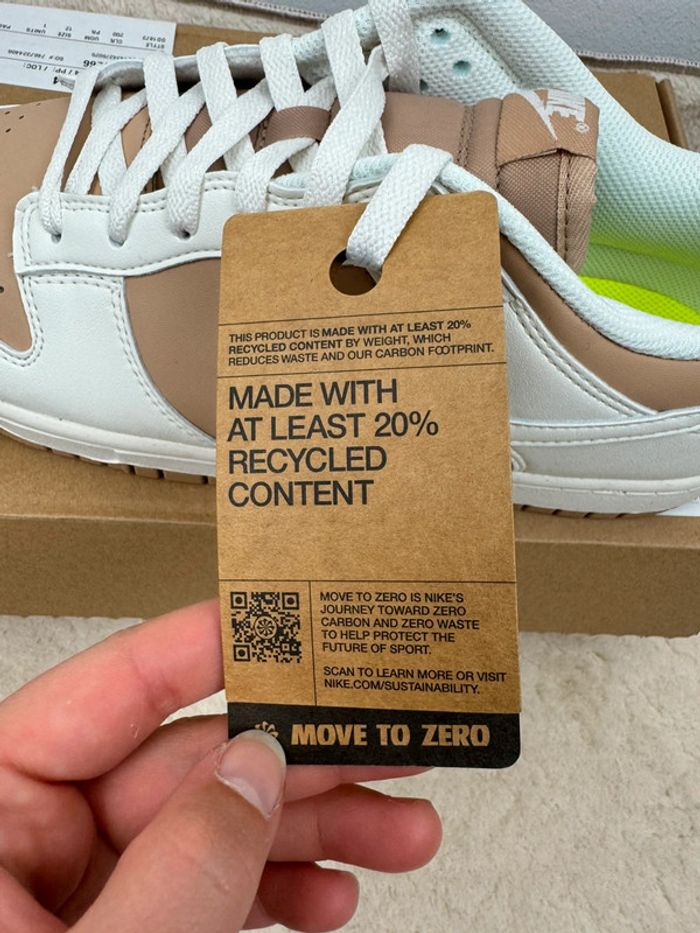 NIKE
THIS PRODUCT IS MADE WITH AT LEAST 20%
RECYCLED CONTENT BY WEIGHT, WHICH
REDUCES WASTE AND OUR CARBON FOOTPRINT.
MADE WITH
AT LEAST 20%
RECYCLED
CONTENT
MOVE TO ZERO IS NIKE'S
JOURNEY TOWARD ZERO
CARBON AND ZERO WASTE
TO HELP PROTECT THE
FUTURE OF SPORT.
SCAN TO LEARN MORE OR VISIT
NIKE.COM/SUSTAINABILITY.
MOVE TO ZERO